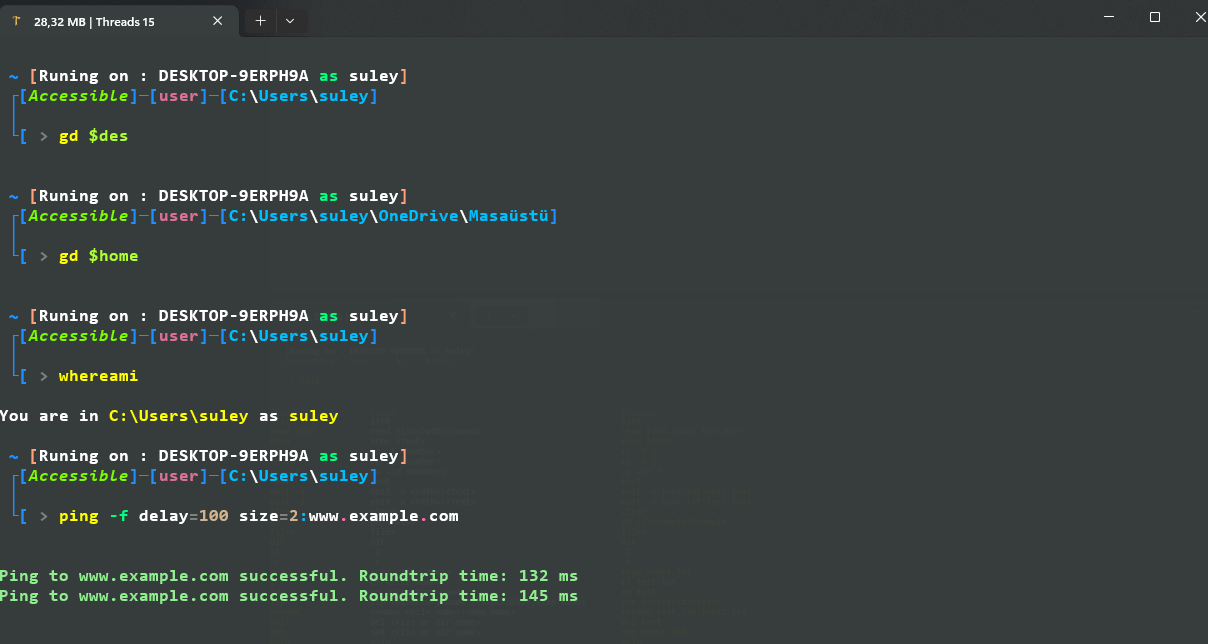 28,32 MB | Threads 15
~ [Runing on : DESKTOP-9ERPH9A as suley]
[Accessible]─[user]─[C:\Users\suley]
[ > gd $des
~ [Runing on : DESKTOP-9ERPH9A as suley]
[Accessible]─[user]─[C:\Users\suley\OneDrive\Masaüstü]
[ > gd $home
~ [Runing on : DESKTOP-9ERPH9A as suley]
[Accessible]─[user]─[C:\Users\suley]
[ > whereami
You are in C:\Users\suley as suley
~ [Runing on : DESKTOP-9ERPH9A as suley]
[Accessible]─[user]─[C:\Users\suley]
[ > ping -f delay=100 size=2:www.example.com
Ping to www.example.com successful. Roundtrip time: 132 ms
Ping to www.example.com successful. Roundtrip time: 145 ms